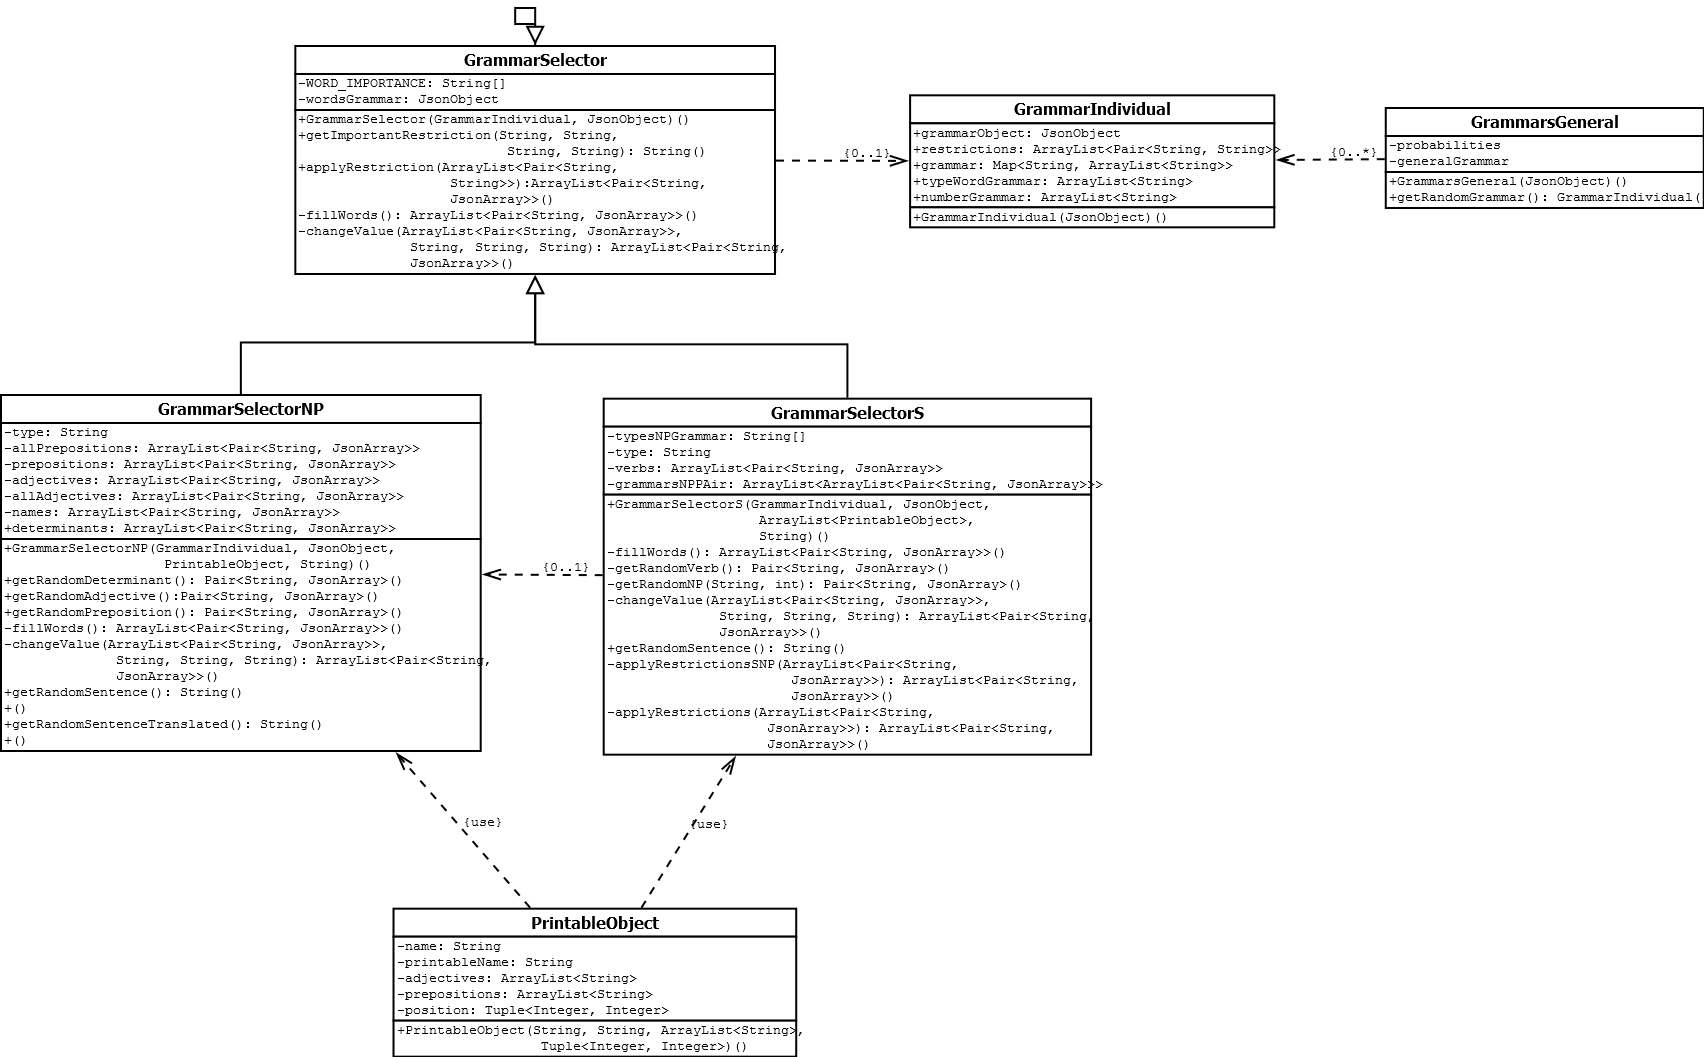 GrammarSelector
-WORD_IMPORTANCE: String[]
-wordsGrammar: JsonObject
+GrammarSelector(GrammarIndividual, JsonObject)()
+getImportantRestriction(String, String,
String, String): String()
+applyRestriction(ArrayList<Pair<String,
String>>):ArrayList<Pair<String,
JsonArray>>()
-fillWords(): ArrayList<Pair<String, JsonArray>>()
-changeValue(ArrayList<Pair<String, JsonArray>>,
String, String, String): ArrayList<Pair<String,
JsonArray>>()
{0..1}
GrammarIndividual
+grammarObject: JsonObject
+restrictions: ArrayList<Pair<String, String>>
+grammar: Map<String, ArrayList<String>>
+typeWordGrammar: ArrayList<String>
+numberGrammar: ArrayList<String>
+GrammarIndividual(JsonObject)()
{0..*}
GrammarsGeneral
-probabilities
-generalGrammar
+GrammarsGeneral(JsonObject)()
+getRandomGrammar(): GrammarIndividual(
GrammarSelectorNP
-type: String
-allPrepositions: ArrayList<Pair<String, JsonArray>>
-prepositions: ArrayList<Pair<String, JsonArray>>
-adjectives: ArrayList<Pair<String, JsonArray>>
-allAdjectives: ArrayList<Pair<String, JsonArray>>
-names: ArrayList<Pair<String, JsonArray>>
+determinants: ArrayList<Pair<String, JsonArray>>
+GrammarSelectorNP(GrammarIndividual, JsonObject,
PrintableObject, String)()
+getRandomDeterminant(): Pair<String, JsonArray>()
+getRandomAdjective():Pair<String, JsonArray>()
+getRandomPreposition(): Pair<String, JsonArray>()
-fillWords(): ArrayList<Pair<String, JsonArray>>()
-changeValue(ArrayList<Pair<String, JsonArray>>,
String, String, String): ArrayList<Pair<String,
JsonArray>>()
+getRandomSentence(): String()
+()
+getRandomSentenceTranslated(): String()
+()
{0..1}
GrammarSelectorS
-typesNPGrammar: String[]
-type: String
-verbs: ArrayList<Pair<String, JsonArray>>
-grammarsNPPAir: ArrayList<ArrayList<Pair<String, JsonArray>>>
+GrammarSelectorS(GrammarIndividual, JsonObject,
ArrayList<PrintableObject>,
String)()
-fillWords(): ArrayList<Pair<String, JsonArray>>()
-getRandomVerb(): Pair<String, JsonArray>()
-getRandomNP(String, int): Pair<String, JsonArray>()
-changeValue(ArrayList<Pair<String, JsonArray>>,
String, String, String): ArrayList<Pair<String,
JsonArray>>()
+getRandomSentence(): String()
-applyRestrictionsSNP(ArrayList<Pair<String,
JsonArray>>): ArrayList<Pair<String,
JsonArray>>()
-applyRestrictions(ArrayList<Pair<String,
JsonArray>>): ArrayList<Pair<String,
JsonArray>>()
{use}
{use}
PrintableObject
-name: String
-printableName: String
-adjectives: ArrayList<String>
-prepositions: ArrayList<String>
-position: Tuple<Integer, Integer>
+PrintableObject(String, String, ArrayList<String>,
Tuple<Integer, Integer>)()